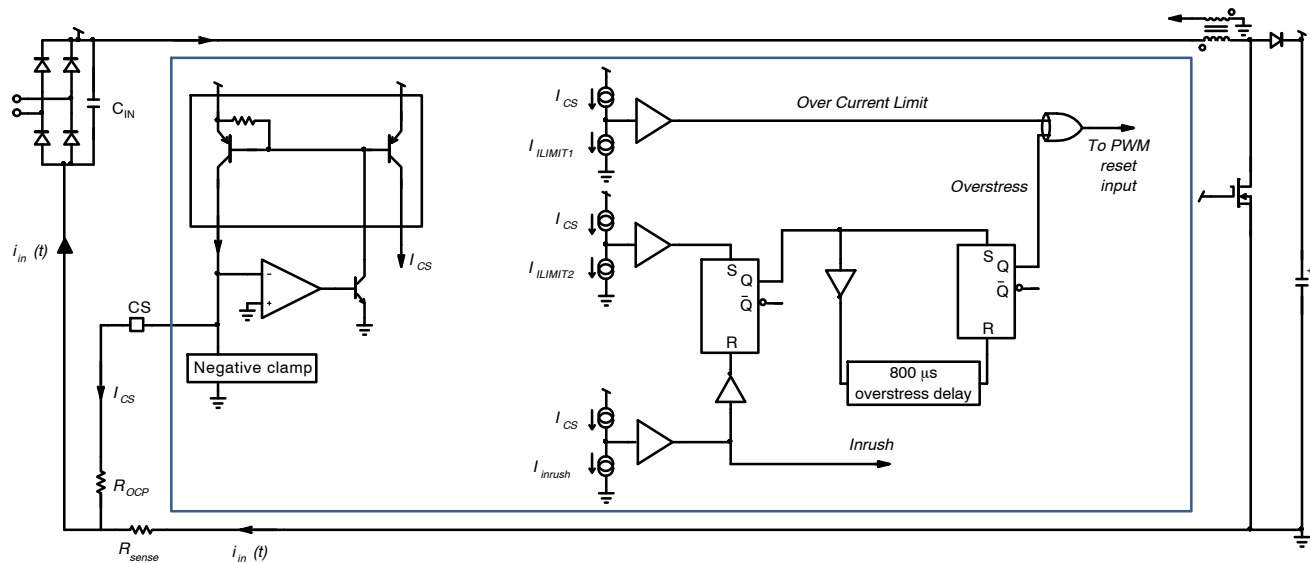 C_IN
i_in (t)
CS
I_CS
R_OCP
R_sense
i_in (t)
I_CS
Negative clamp
-
+
I_CS
I_ILIMIT1
Over Current Limit
I_CS
I_ILIMIT2
S
Q
Q̄
R
I_CS
I_inrush
Inrush
800 μs
overstress delay
Overstress
S
Q
Q̄
R
To PWM
reset
input
+